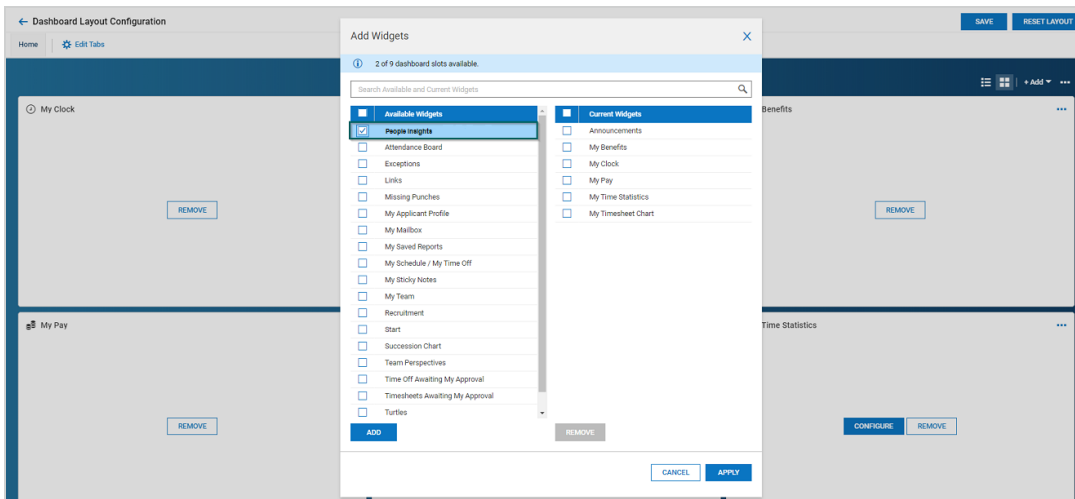 ← Dashboard Layout Configuration
SAVE RESET LAYOUT
Home Edit Tabs
+ Add
My Clock
REMOVE
Benefits
REMOVE
My Pay
REMOVE
Time Statistics
CONFIGURE REMOVE
Add Widgets X
2 of 9 dashboard slots available.
Search Available and Current Widgets
Available Widgets
People Insights
Attendance Board
Exceptions
Links
Missing Punches
My Applicant Profile
My Mailbox
My Saved Reports
My Schedule / My Time Off
My Sticky Notes
My Team
Recruitment
Start
Succession Chart
Team Perspectives
Time Off Awaiting My Approval
Timesheets Awaiting My Approval
Turtles
ADD
Current Widgets
Announcements
My Benefits
My Clock
My Pay
My Time Statistics
My Timesheet Chart
REMOVE
CANCEL APPLY